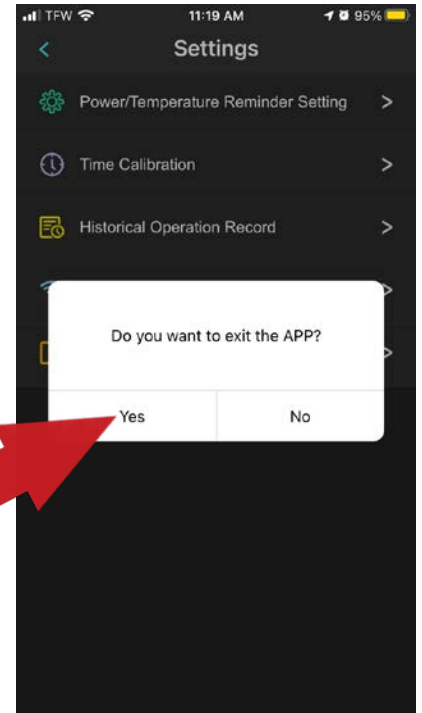 TFW 11:19 AM 95%
< Settings
Power/Temperature Reminder Setting >
Time Calibration >
Historical Operation Record >
>
Do you want to exit the APP?
>
Yes No